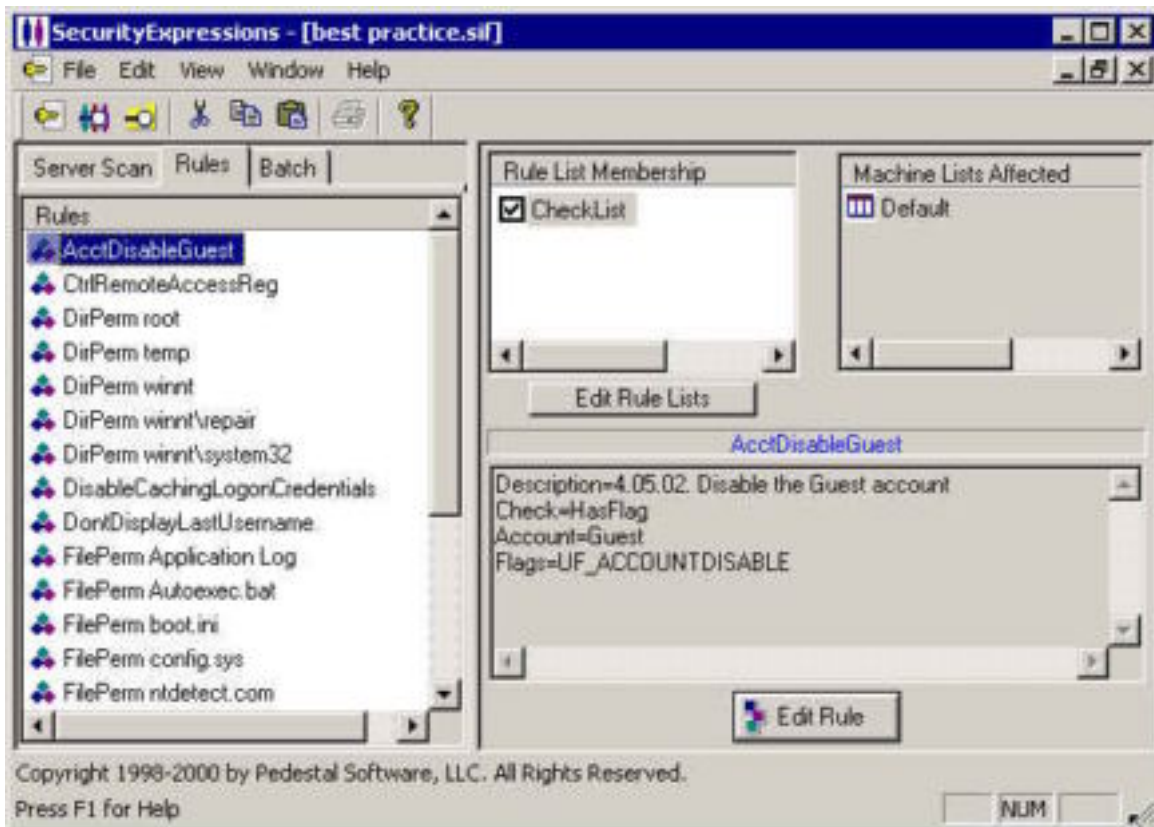 SecurityExpressions - [best practice.sif]
File Edit View Window Help
Server Scan Rules Batch
Rules
AcctDisableGuest
CtrlRemoteAccessReg
DirPerm root
DirPerm temp
DirPerm winnt
DirPerm winnt\repair
DirPerm winnt\system32
DisableCachingLogonCredentials
DontDisplayLastUsername
FilePerm Application Log
FilePerm Autoexec.bat
FilePerm boot.ini
FilePerm config.sys
FilePerm ntdetect.com
Rule List Membership
CheckList
Machine Lists Affected
Default
Edit Rule Lists
AcctDisableGuest
Description=4.05.02. Disable the Guest account
Check=HasFlag
Account=Guest
Flags=UF_ACCOUNTDISABLE
Edit Rule
Copyright 1998-2000 by Pedestal Software, LLC. All Rights Reserved.
Press F1 for Help
NUM